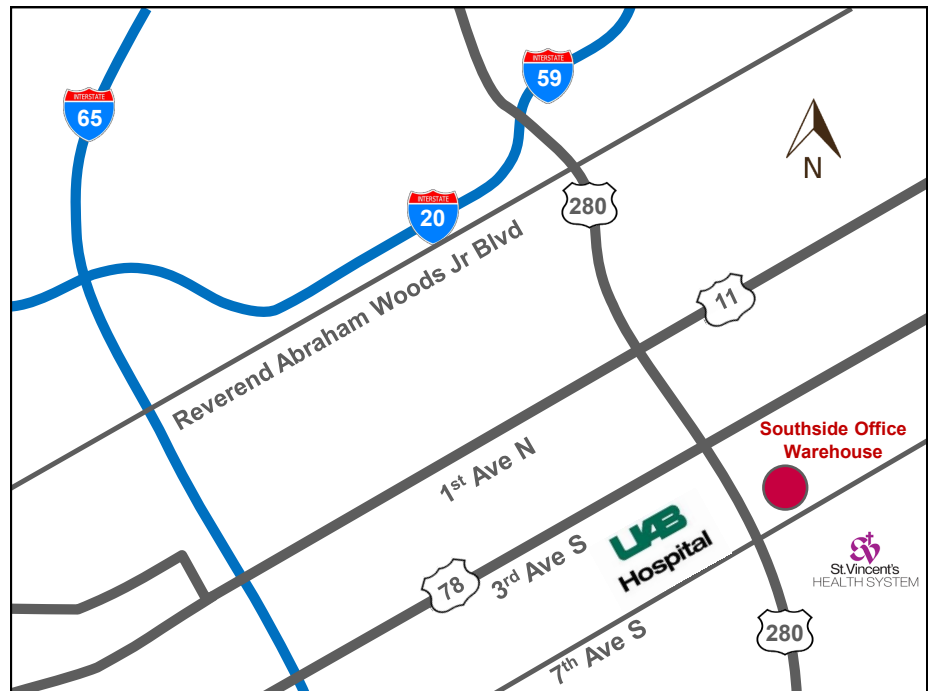 INTERSTATE
59
INTERSTATE
65
N
INTERSTATE
20
280
Reverend Abraham Woods Jr Blvd
11
Southside Office
Warehouse
1st Ave N
UAB
Hospital
3rd Ave S
78
St.Vincent's
HEALTH SYSTEM
280
7th Ave S